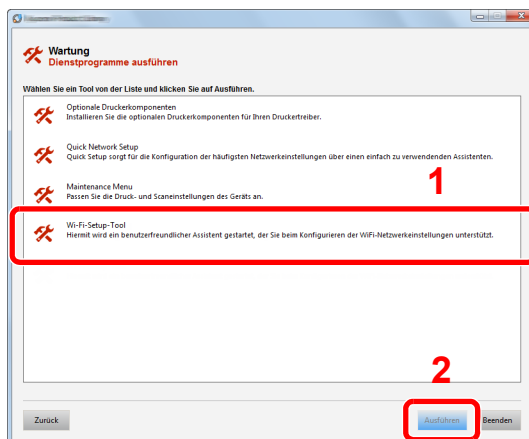 Wartung
Dienstprogramme ausführen
Wählen Sie ein Tool von der Liste und klicken Sie auf Ausführen.
Optionale Druckerkomponenten
Installieren Sie die optionalen Druckerkomponenten für Ihren Druckertreiber.
Quick Network Setup
Quick Setup sorgt für die Konfiguration der häufigsten Netzwerkeinstellungen über einen einfach zu verwendenden Assistenten.
1
Maintenance Menu
Passen Sie die Druck- und Scaneinstellungen des Geräts an.
Wi-Fi-Setup-Tool
Hiermit wird ein benutzerfreundlicher Assistent gestartet, der Sie beim Konfigurieren der WiFi-Netzwerkeinstellungen unterstützt.
2
Zurück
Ausführen
Beenden